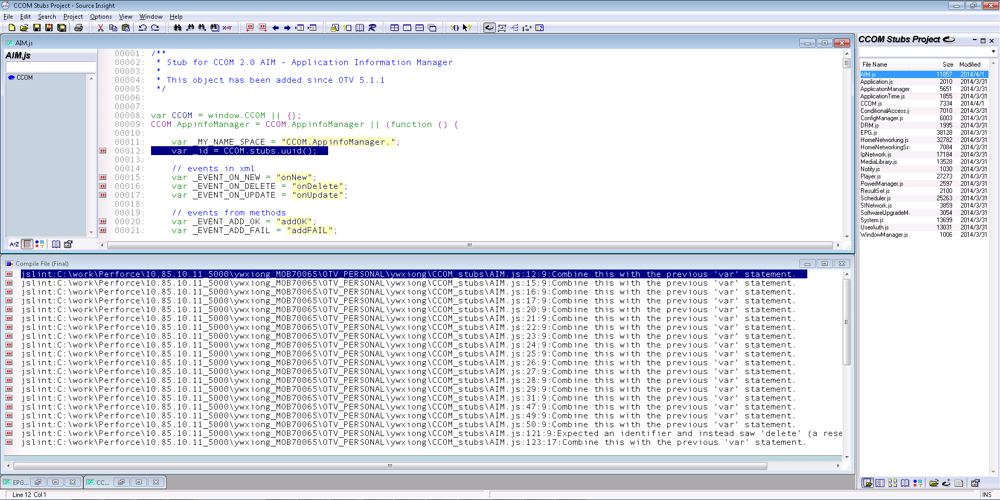 CCOM Stubs Project - Source Insight
File Edit Search Project Options View Window Help
AIM.js
AIM.js
CCOM
A-Z
00001: /**
00002:  * Stub for CCOM 2.0 AIM - Application Information Manager
00003:  *
00004:  * This object has been added since OTV 5.1.1
00005:  */
00006:
00007:
00008: var CCOM = window.CCOM || {};
00009: CCOM.AppinfoManager = CCOM.AppinfoManager || (function () {
00010:
00011:     var _MY_NAME_SPACE = "CCOM.AppinfoManager.";
00012:     var _id = CCOM.stubs.uuid();
00013:
00014:     // events in xml
00015:     var _EVENT_ON_NEW = "onNew";
00016:     var _EVENT_ON_DELETE = "onDelete";
00017:     var _EVENT_ON_UPDATE = "onUpdate";
00018:
00019:     // events from methods
00020:     var _EVENT_ADD_OK = "addOK";
00021:     var _EVENT_ADD_FAIL = "addFAIL";
Compile File (Final)
jslint:C:\work\Perforce\10.85.10.11_5000\ywxiong_MOB70065\OTV_PERSONAL\ywxiong\CCOM_stubs\AIM.js:12:9:Combine this with the previous 'var' statement.
jslint:C:\work\Perforce\10.85.10.11_5000\ywxiong_MOB70065\OTV_PERSONAL\ywxiong\CCOM_stubs\AIM.js:15:9:Combine this with the previous 'var' statement.
jslint:C:\work\Perforce\10.85.10.11_5000\ywxiong_MOB70065\OTV_PERSONAL\ywxiong\CCOM_stubs\AIM.js:16:9:Combine this with the previous 'var' statement.
jslint:C:\work\Perforce\10.85.10.11_5000\ywxiong_MOB70065\OTV_PERSONAL\ywxiong\CCOM_stubs\AIM.js:17:9:Combine this with the previous 'var' statement.
jslint:C:\work\Perforce\10.85.10.11_5000\ywxiong_MOB70065\OTV_PERSONAL\ywxiong\CCOM_stubs\AIM.js:20:9:Combine this with the previous 'var' statement.
jslint:C:\work\Perforce\10.85.10.11_5000\ywxiong_MOB70065\OTV_PERSONAL\ywxiong\CCOM_stubs\AIM.js:21:9:Combine this with the previous 'var' statement.
jslint:C:\work\Perforce\10.85.10.11_5000\ywxiong_MOB70065\OTV_PERSONAL\ywxiong\CCOM_stubs\AIM.js:22:9:Combine this with the previous 'var' statement.
jslint:C:\work\Perforce\10.85.10.11_5000\ywxiong_MOB70065\OTV_PERSONAL\ywxiong\CCOM_stubs\AIM.js:23:9:Combine this with the previous 'var' statement.
jslint:C:\work\Perforce\10.85.10.11_5000\ywxiong_MOB70065\OTV_PERSONAL\ywxiong\CCOM_stubs\AIM.js:24:9:Combine this with the previous 'var' statement.
jslint:C:\work\Perforce\10.85.10.11_5000\ywxiong_MOB70065\OTV_PERSONAL\ywxiong\CCOM_stubs\AIM.js:25:9:Combine this with the previous 'var' statement.
jslint:C:\work\Perforce\10.85.10.11_5000\ywxiong_MOB70065\OTV_PERSONAL\ywxiong\CCOM_stubs\AIM.js:26:9:Combine this with the previous 'var' statement.
jslint:C:\work\Perforce\10.85.10.11_5000\ywxiong_MOB70065\OTV_PERSONAL\ywxiong\CCOM_stubs\AIM.js:27:9:Combine this with the previous 'var' statement.
jslint:C:\work\Perforce\10.85.10.11_5000\ywxiong_MOB70065\OTV_PERSONAL\ywxiong\CCOM_stubs\AIM.js:28:9:Combine this with the previous 'var' statement.
jslint:C:\work\Perforce\10.85.10.11_5000\ywxiong_MOB70065\OTV_PERSONAL\ywxiong\CCOM_stubs\AIM.js:29:9:Combine this with the previous 'var' statement.
jslint:C:\work\Perforce\10.85.10.11_5000\ywxiong_MOB70065\OTV_PERSONAL\ywxiong\CCOM_stubs\AIM.js:31:9:Combine this with the previous 'var' statement.
jslint:C:\work\Perforce\10.85.10.11_5000\ywxiong_MOB70065\OTV_PERSONAL\ywxiong\CCOM_stubs\AIM.js:47:9:Combine this with the previous 'var' statement.
jslint:C:\work\Perforce\10.85.10.11_5000\ywxiong_MOB70065\OTV_PERSONAL\ywxiong\CCOM_stubs\AIM.js:49:9:Combine this with the previous 'var' statement.
jslint:C:\work\Perforce\10.85.10.11_5000\ywxiong_MOB70065\OTV_PERSONAL\ywxiong\CCOM_stubs\AIM.js:50:9:Combine this with the previous 'var' statement.
jslint:C:\work\Perforce\10.85.10.11_5000\ywxiong_MOB70065\OTV_PERSONAL\ywxiong\CCOM_stubs\AIM.js:121:9:Expected an identifier and instead saw 'delete' (a rese
jslint:C:\work\Perforce\10.85.10.11_5000\ywxiong_MOB70065\OTV_PERSONAL\ywxiong\CCOM_stubs\AIM.js:123:17:Combine this with the previous 'var' statement.
EPG... CC...
Line 12 Col 1
INS
CCOM Stubs Project
File Name Size Modified
AIM.js 11857 2014/4/1
Application.js 2010 2014/3/31
ApplicationManager 5651 2014/3/31
ApplicationTime.js 1855 2014/3/31
CCOM.js 7334 2014/4/1
ConditionalAccess.j: 7010 2014/3/31
ConfigManager.js 6003 2014/3/31
DRM.js 1995 2014/3/31
EPG.js 38128 2014/3/31
HomeNetworking.js 32782 2014/3/31
HomeNetworkingSr: 7084 2014/3/31
IpNetwork.js 17184 2014/3/31
MediaLibrary.js 13528 2014/3/31
Notify.js 1030 2014/3/31
Player.js 27273 2014/3/31
PowerManager.js 2597 2014/3/31
ResultSet.js 2100 2014/3/31
Scheduler.js 25263 2014/3/31
SINetwork.js 3859 2014/3/31
SoftwareUpgradeM. 3054 2014/3/31
System.js 13699 2014/3/31
UserAuth.js 13031 2014/3/31
WindowManager.js 1006 2014/3/31